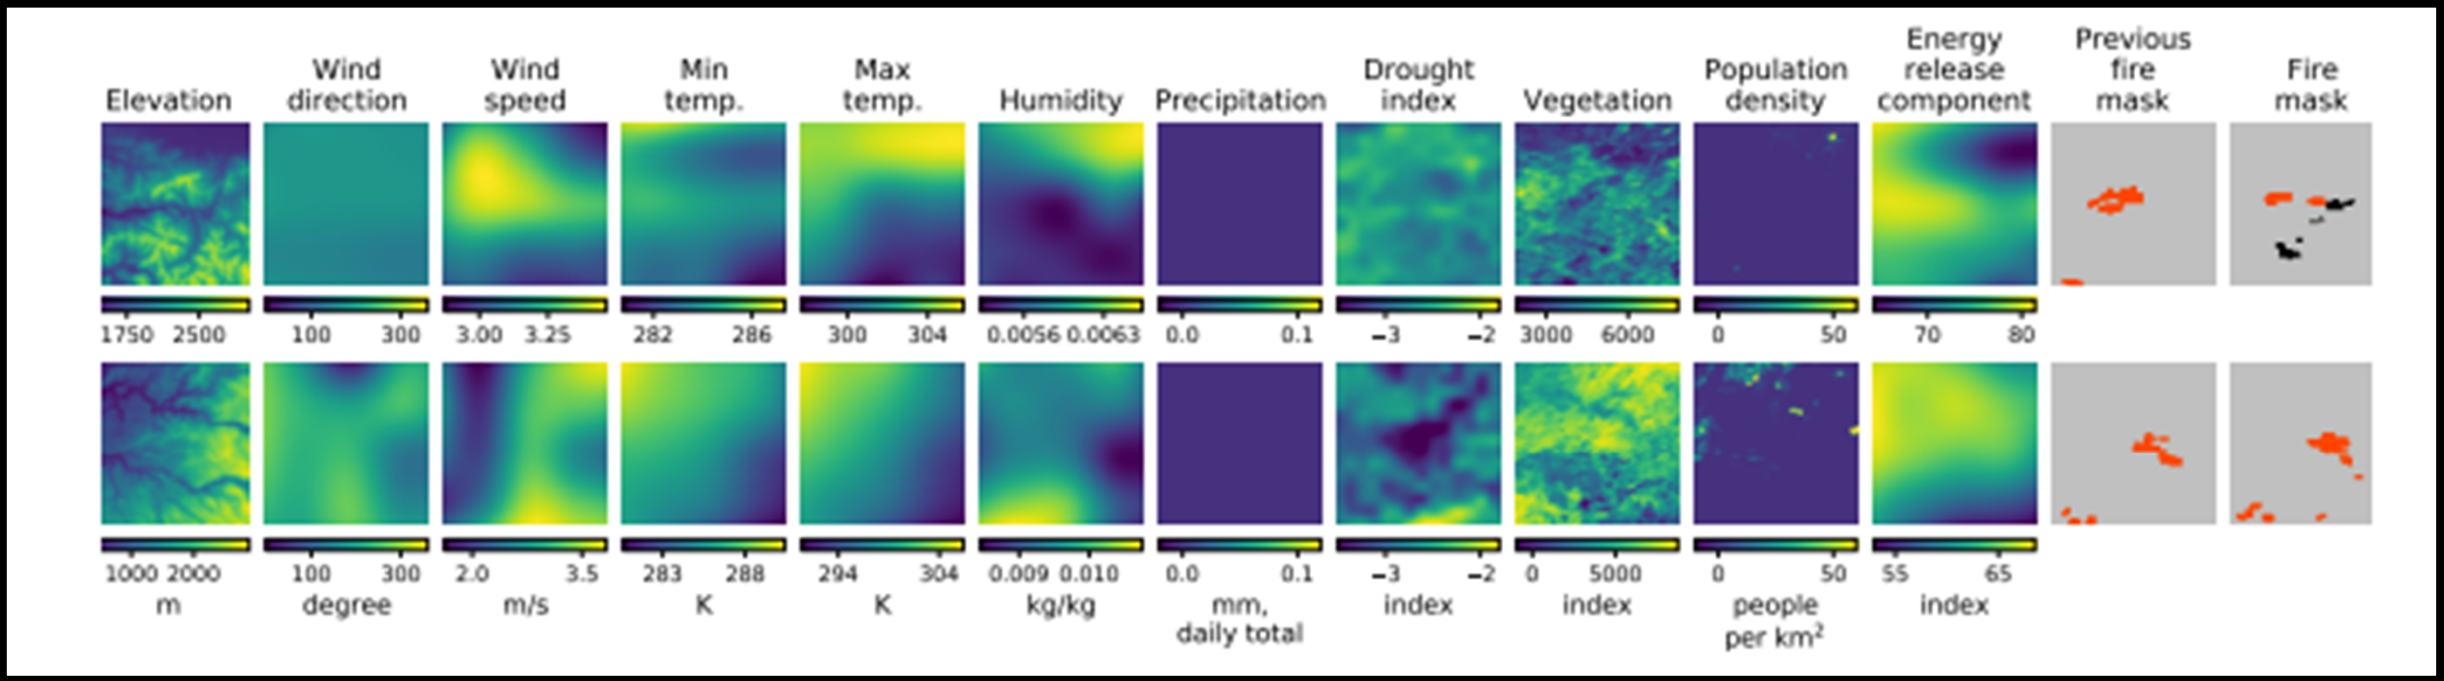 Elevation
Wind
direction
Wind
speed
Min
temp.
Max
temp.
Humidity
Precipitation
Drought
index
Vegetation
Population
density
Energy
release
component
Previous
fire
mask
Fire
mask
1750 2500
100 300
3.00 3.25
282 286
300 304
0.0056 0.0063
0.0 0.1
−3 −2
3000 6000
0 50
70 80
1000 2000
100 300
2.0 3.5
283 288
294 304
0.009 0.010
0.0 0.1
−3 −2
0 5000
0 50
55 65
m
degree
m/s
K
K
kg/kg
mm,
daily total
index
index
people
per km²
index